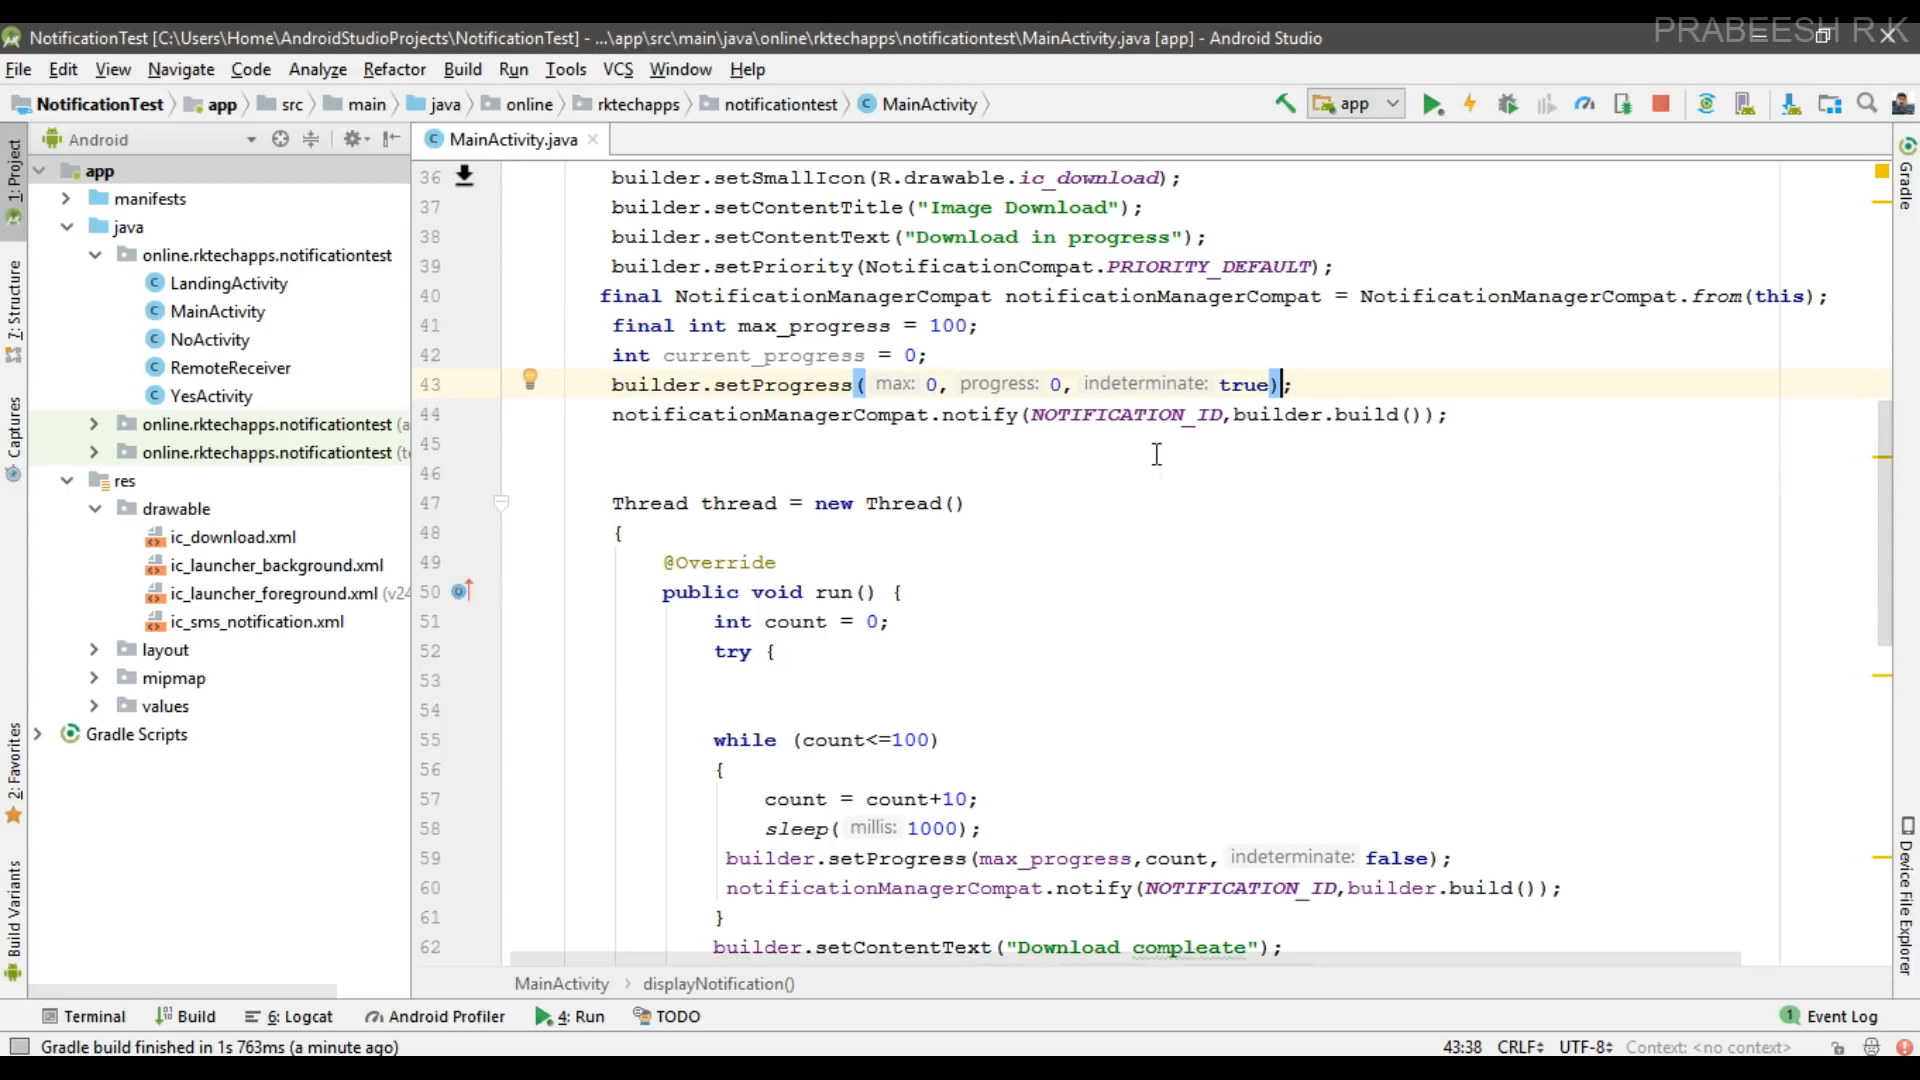 PRABEESH R K
NotificationTest [C:\Users\Home\AndroidStudioProjects\NotificationTest] - ...\app\src\main\java\online\rktechapps\notificationtest\MainActivity.java [app] - Android Studio
File Edit View Navigate Code Analyze Refactor Build Run Tools VCS Window Help
NotificationTest app src main java online rktechapps notificationtest MainActivity app
Android
MainActivity.java
app
manifests
java
online.rktechapps.notificationtest
LandingActivity
MainActivity
NoActivity
RemoteReceiver
YesActivity
online.rktechapps.notificationtest (a
online.rktechapps.notificationtest (t
res
drawable
ic_download.xml
ic_launcher_background.xml
ic_launcher_foreground.xml (v24
ic_sms_notification.xml
layout
mipmap
values
Gradle Scripts
1: Project
7: Structure
Captures
2: Favorites
Build Variants
36 builder.setSmallIcon(R.drawable.ic_download);
37 builder.setContentTitle("Image Download");
38 builder.setContentText("Download in progress");
39 builder.setPriority(NotificationCompat.PRIORITY_DEFAULT);
40 final NotificationManagerCompat notificationManagerCompat = NotificationManagerCompat.from(this);
41 final int max_progress = 100;
42 int current_progress = 0;
43 builder.setProgress( max: 0, progress: 0, indeterminate: true);
44 notificationManagerCompat.notify(NOTIFICATION_ID,builder.build());
45
46
47 Thread thread = new Thread()
48 {
49 @Override
50 public void run() {
51 int count = 0;
52 try {
53
54
55 while (count<=100)
56 {
57 count = count+10;
58 sleep( millis: 1000);
59 builder.setProgress(max_progress,count, indeterminate: false);
60 notificationManagerCompat.notify(NOTIFICATION_ID,builder.build());
61 }
62 builder.setContentText("Download compleate");
MainActivity › displayNotification()
Gradle
Device File Explorer
Terminal Build 6: Logcat Android Profiler 4: Run TODO 1 Event Log
Gradle build finished in 1s 763ms (a minute ago) 43:38 CRLF UTF-8 Context: <no context>